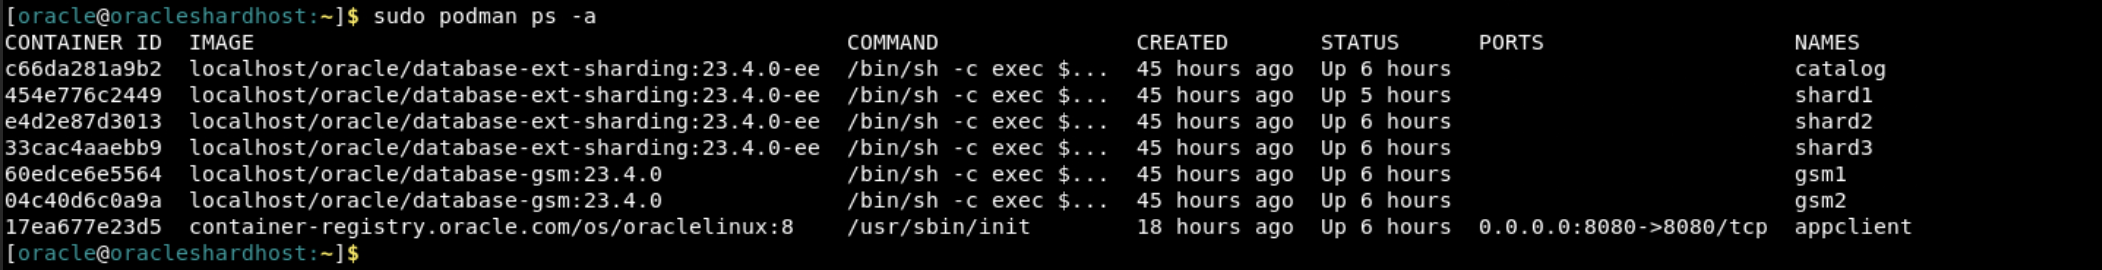 [oracle@oracleshardhost:~]$ sudo podman ps -a
CONTAINER ID  IMAGE                                             COMMAND               CREATED       STATUS      PORTS                   NAMES
c66da281a9b2  localhost/oracle/database-ext-sharding:23.4.0-ee  /bin/sh -c exec $...  45 hours ago  Up 6 hours                          catalog
454e776c2449  localhost/oracle/database-ext-sharding:23.4.0-ee  /bin/sh -c exec $...  45 hours ago  Up 5 hours                          shard1
e4d2e87d3013  localhost/oracle/database-ext-sharding:23.4.0-ee  /bin/sh -c exec $...  45 hours ago  Up 6 hours                          shard2
33cac4aaebb9  localhost/oracle/database-ext-sharding:23.4.0-ee  /bin/sh -c exec $...  45 hours ago  Up 6 hours                          shard3
60edce6e5564  localhost/oracle/database-gsm:23.4.0              /bin/sh -c exec $...  45 hours ago  Up 6 hours                          gsm1
04c40d6c0a9a  localhost/oracle/database-gsm:23.4.0              /bin/sh -c exec $...  45 hours ago  Up 6 hours                          gsm2
17ea677e23d5  container-registry.oracle.com/os/oraclelinux:8    /usr/sbin/init        18 hours ago  Up 6 hours  0.0.0.0:8080->8080/tcp  appclient
[oracle@oracleshardhost:~]$